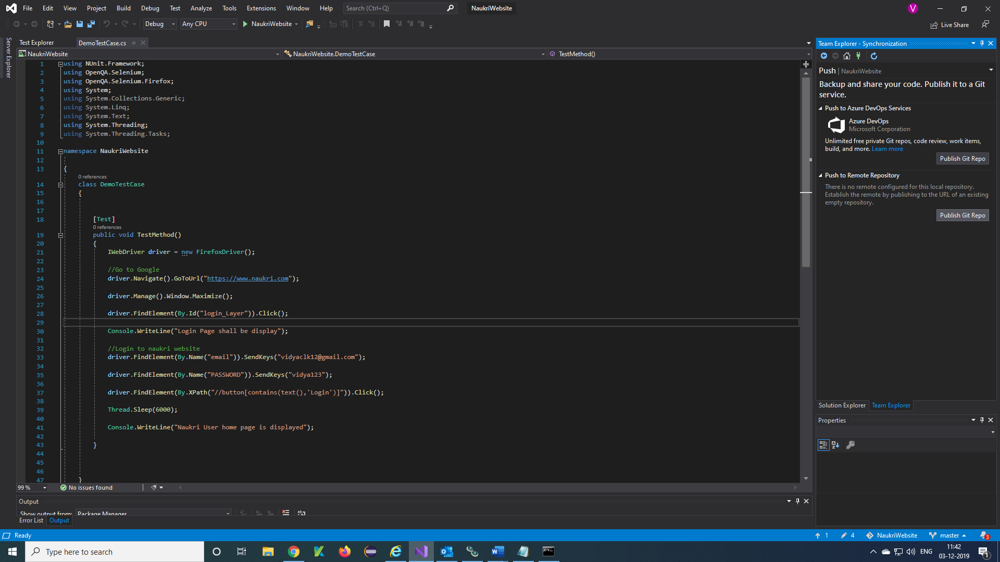 File Edit View Project Build Debug Test Analyze Tools Extensions Window Help Search (Ctrl+Q) NaukriWebsite V
Debug Any CPU NaukriWebsite Live Share
Server Explorer
Test Explorer DemoTestCase.cs
NaukriWebsite NaukriWebsite.DemoTestCase TestMethod()
1 using NUnit.Framework;
2 using OpenQA.Selenium;
3 using OpenQA.Selenium.Firefox;
4 using System;
5 using System.Collections.Generic;
6 using System.Linq;
7 using System.Text;
8 using System.Threading;
9 using System.Threading.Tasks;
10
11 namespace NaukriWebsite
12
13 {
0 references
14 class DemoTestCase
15 {
16
17
18 [Test]
0 references
19 public void TestMethod()
20 {
21 IWebDriver driver = new FirefoxDriver();
22
23 //Go to Google
24 driver.Navigate().GoToUrl("https://www.naukri.com");
25
26 driver.Manage().Window.Maximize();
27
28 driver.FindElement(By.Id("login_Layer")).Click();
29
30 Console.WriteLine("Login Page shall be display");
31
32 //Login to naukri website
33 driver.FindElement(By.Name("email")).SendKeys("vidyaclk12@gmail.com");
34
35 driver.FindElement(By.Name("PASSWORD")).SendKeys("vidya123");
36
37 driver.FindElement(By.XPath("//button[contains(text(),'Login')]")).Click();
38
39 Thread.Sleep(6000);
40
41 Console.WriteLine("Naukri User home page is displayed");
42
43 }
44
45
46
47 }
99 % No issues found
Output
Show output from: Package Manager
Error List Output
Team Explorer - Synchronization
Push | NaukriWebsite
Backup and share your code. Publish it to a Git
service.
Push to Azure DevOps Services
Azure DevOps
Microsoft Corporation
Unlimited free private Git repos, code review, work items,
build, and more. Learn more
Publish Git Repo
Push to Remote Repository
There is no remote configured for this local repository.
Establish the remote by publishing to the URL of an existing
empty repository.
Publish Git Repo
Solution Explorer Team Explorer
Properties
Ready 1 4 NaukriWebsite master 3
Type here to search ENG 11:42
03-12-2019 1